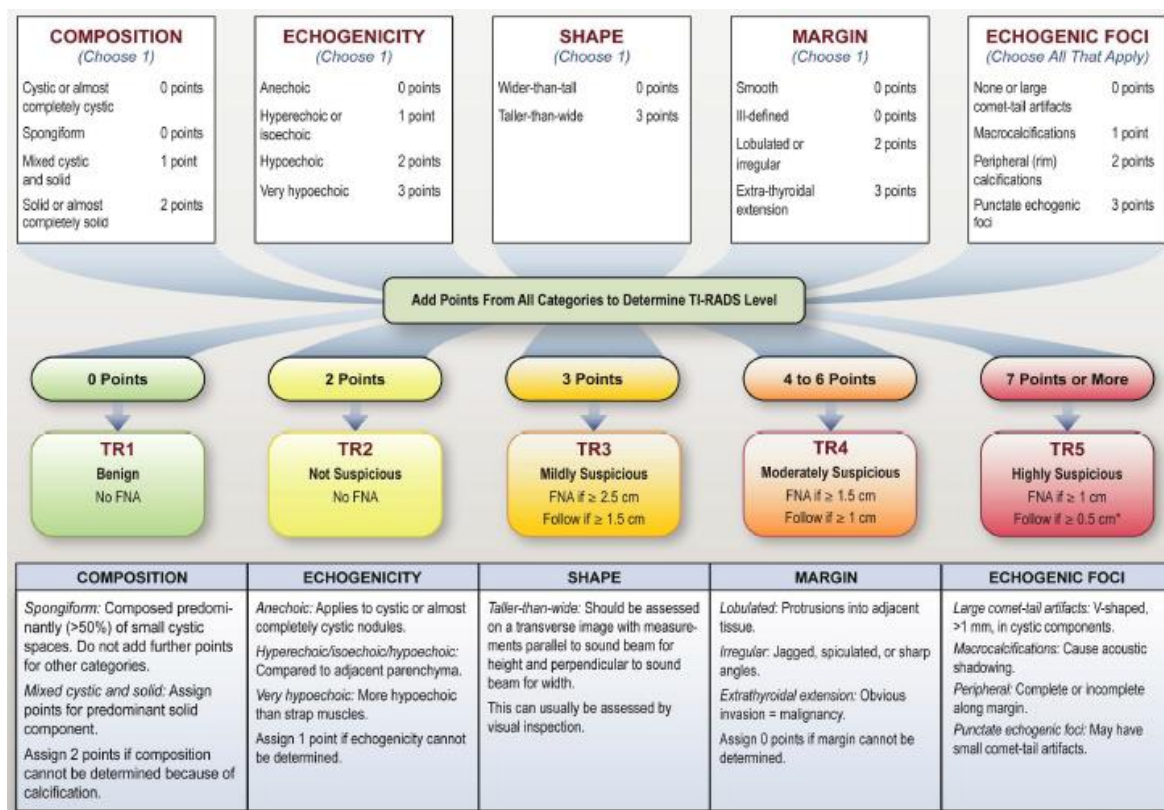 COMPOSITION
(Choose 1)
Cystic or almost 0 points
completely cystic
Spongiform 0 points
Mixed cystic 1 point
and solid
Solid or almost 2 points
completely solid
ECHOGENICITY
(Choose 1)
Anechoic 0 points
Hyperechoic or 1 point
isoechoic
Hypoechoic 2 points
Very hypoechoic 3 points
SHAPE
(Choose 1)
Wider-than-tall 0 points
Taller-than-wide 3 points
MARGIN
(Choose 1)
Smooth 0 points
Ill-defined 0 points
Lobulated or 2 points
irregular
Extra-thyroidal 3 points
extension
ECHOGENIC FOCI
(Choose All That Apply)
None or large 0 points
comet-tail artifacts
Macrocalcifications 1 point
Peripheral (rim) 2 points
calcifications
Punctate echogenic 3 points
foci
Add Points From All Categories to Determine TI-RADS Level
0 Points
2 Points
3 Points
4 to 6 Points
7 Points or More
TR1
Benign
No FNA
TR2
Not Suspicious
No FNA
TR3
Mildly Suspicious
FNA if ≥ 2.5 cm
Follow if ≥ 1.5 cm
TR4
Moderately Suspicious
FNA if ≥ 1.5 cm
Follow if ≥ 1 cm
TR5
Highly Suspicious
FNA if ≥ 1 cm
Follow if ≥ 0.5 cm*
COMPOSITION
Spongiform: Composed predomi-
nantly (>50%) of small cystic
spaces. Do not add further points
for other categories.
Mixed cystic and solid: Assign
points for predominant solid
component.
Assign 2 points if composition
cannot be determined because of
calcification.
ECHOGENICITY
Anechoic: Applies to cystic or almost
completely cystic nodules.
Hyperechoic/isoechoic/hypoechoic:
Compared to adjacent parenchyma.
Very hypoechoic: More hypoechoic
than strap muscles.
Assign 1 point if echogenicity cannot
be determined.
SHAPE
Taller-than-wide: Should be assessed
on a transverse image with measure-
ments parallel to sound beam for
height and perpendicular to sound
beam for width.
This can usually be assessed by
visual inspection.
MARGIN
Lobulated: Protrusions into adjacent
tissue.
Irregular: Jagged, spiculated, or sharp
angles.
Extrathyroidal extension: Obvious
invasion = malignancy.
Assign 0 points if margin cannot be
determined.
ECHOGENIC FOCI
Large comet-tail artifacts: V-shaped,
>1 mm, in cystic components.
Macrocalcifications: Cause acoustic
shadowing.
Peripheral: Complete or incomplete
along margin.
Punctate echogenic foci: May have
small comet-tail artifacts.